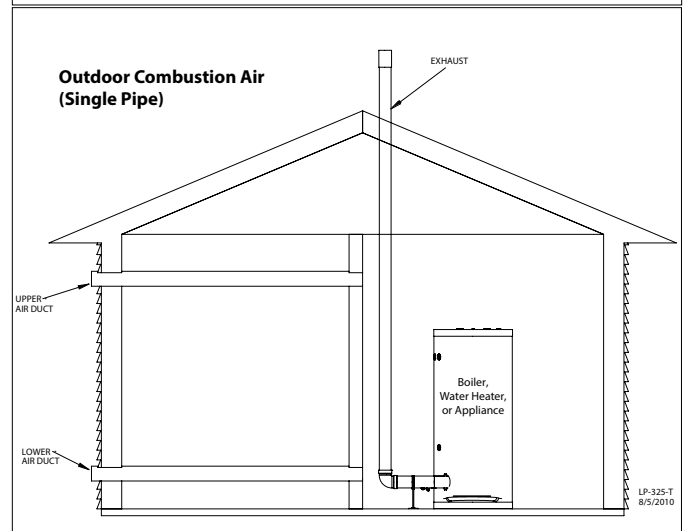 Outdoor Combustion Air
(Single Pipe)
EXHAUST
UPPER
AIR DUCT
Boiler,
Water Heater,
or Appliance
LOWER
AIR DUCT
LP-325-T
8/5/2010